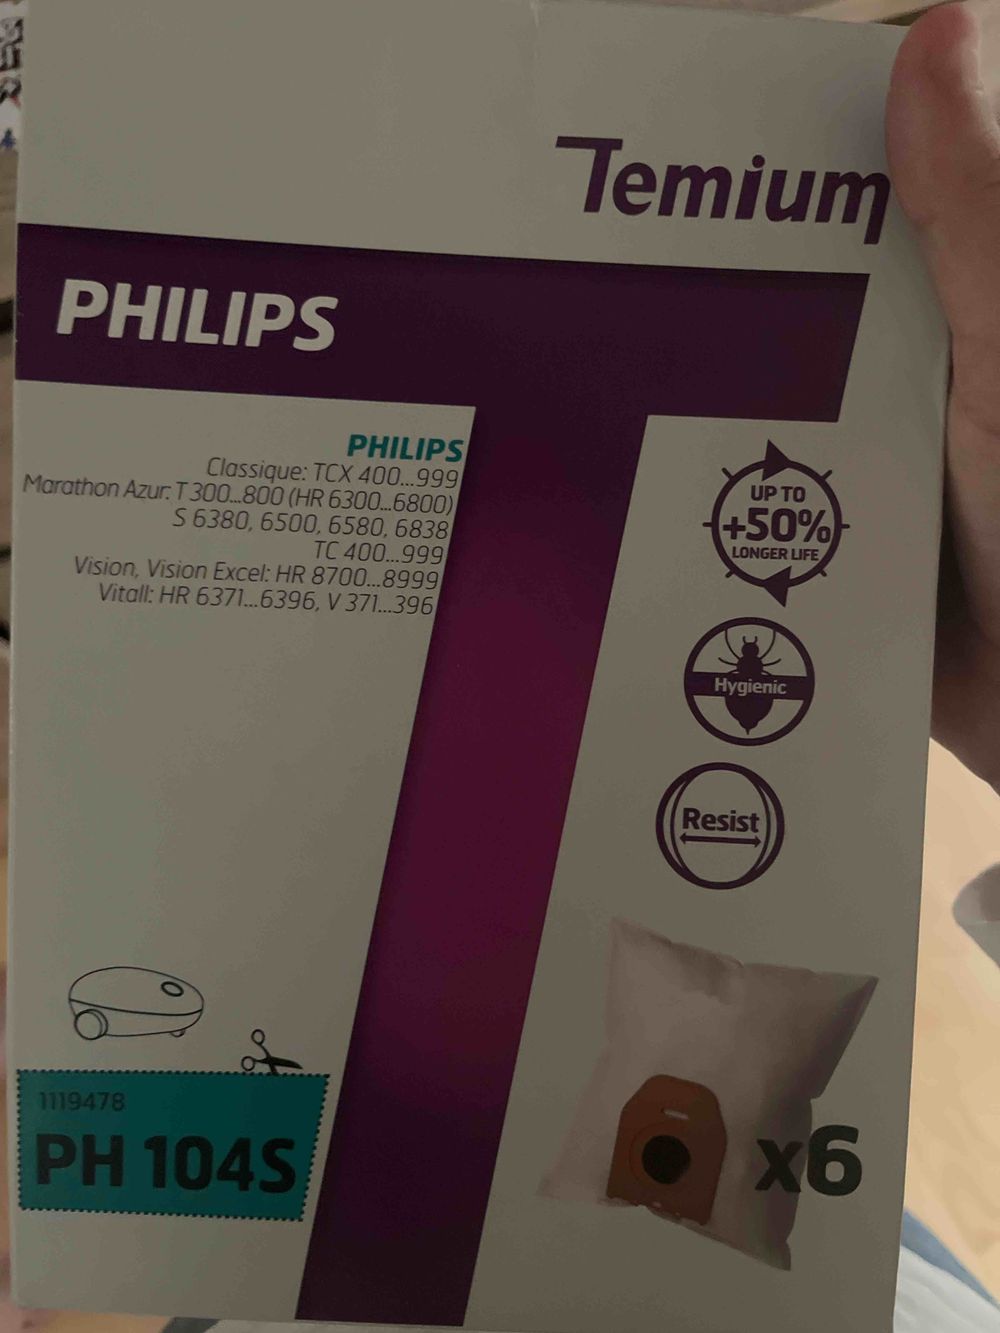 Temium
PHILIPS
PHILIPS
Classique: TCX 400...999
Marathon Azur: T 300...800 (HR 6300...6800)
S 6380, 6500, 6580, 6838
TC 400...999
Vision, Vision Excel: HR 8700...8999
Vitall: HR 6371...6396, V 371...396
UP TO
+50%
LONGER LIFE
Hygienic
Resist
1119478
PH 104S
x6